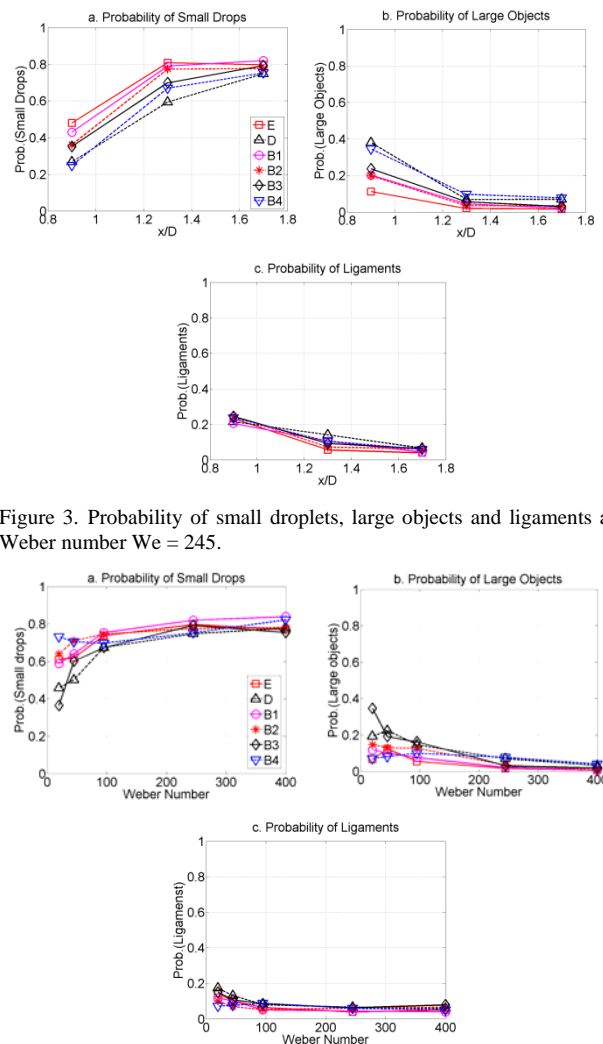 a. Probability of Small Drops
Prob.(Small Drops)
1
0.8
0.6
0.4
0.2
0
0.8 1 1.2 1.4 1.6 1.8
x/D
E
D
B1
B2
B3
B4
b. Probability of Large Objects
Prob.(Large Objects)
1
0.8
0.6
0.4
0.2
0
0.8 1 1.2 1.4 1.6 1.8
x/D
c. Probability of Ligaments
Prob.(Ligaments)
1
0.8
0.6
0.4
0.2
0
0.8 1 1.2 1.4 1.6 1.8
x/D
Figure 3. Probability of small droplets, large objects and ligaments a
Weber number We = 245.
a. Probability of Small Drops
Prob.(Small drops)
1
0.8
0.6
0.4
0.2
0
0 100 200 300 400
Weber Number
E
D
B1
B2
B3
B4
b. Probability of Large Objects
Prob.(Large objects)
1
0.8
0.6
0.4
0.2
0
0 100 200 300 400
Weber Number
c. Probability of Ligaments
Prob.(Ligamenst)
1
0.8
0.6
0.4
0.2
0
0 100 200 300 400
Weber Number